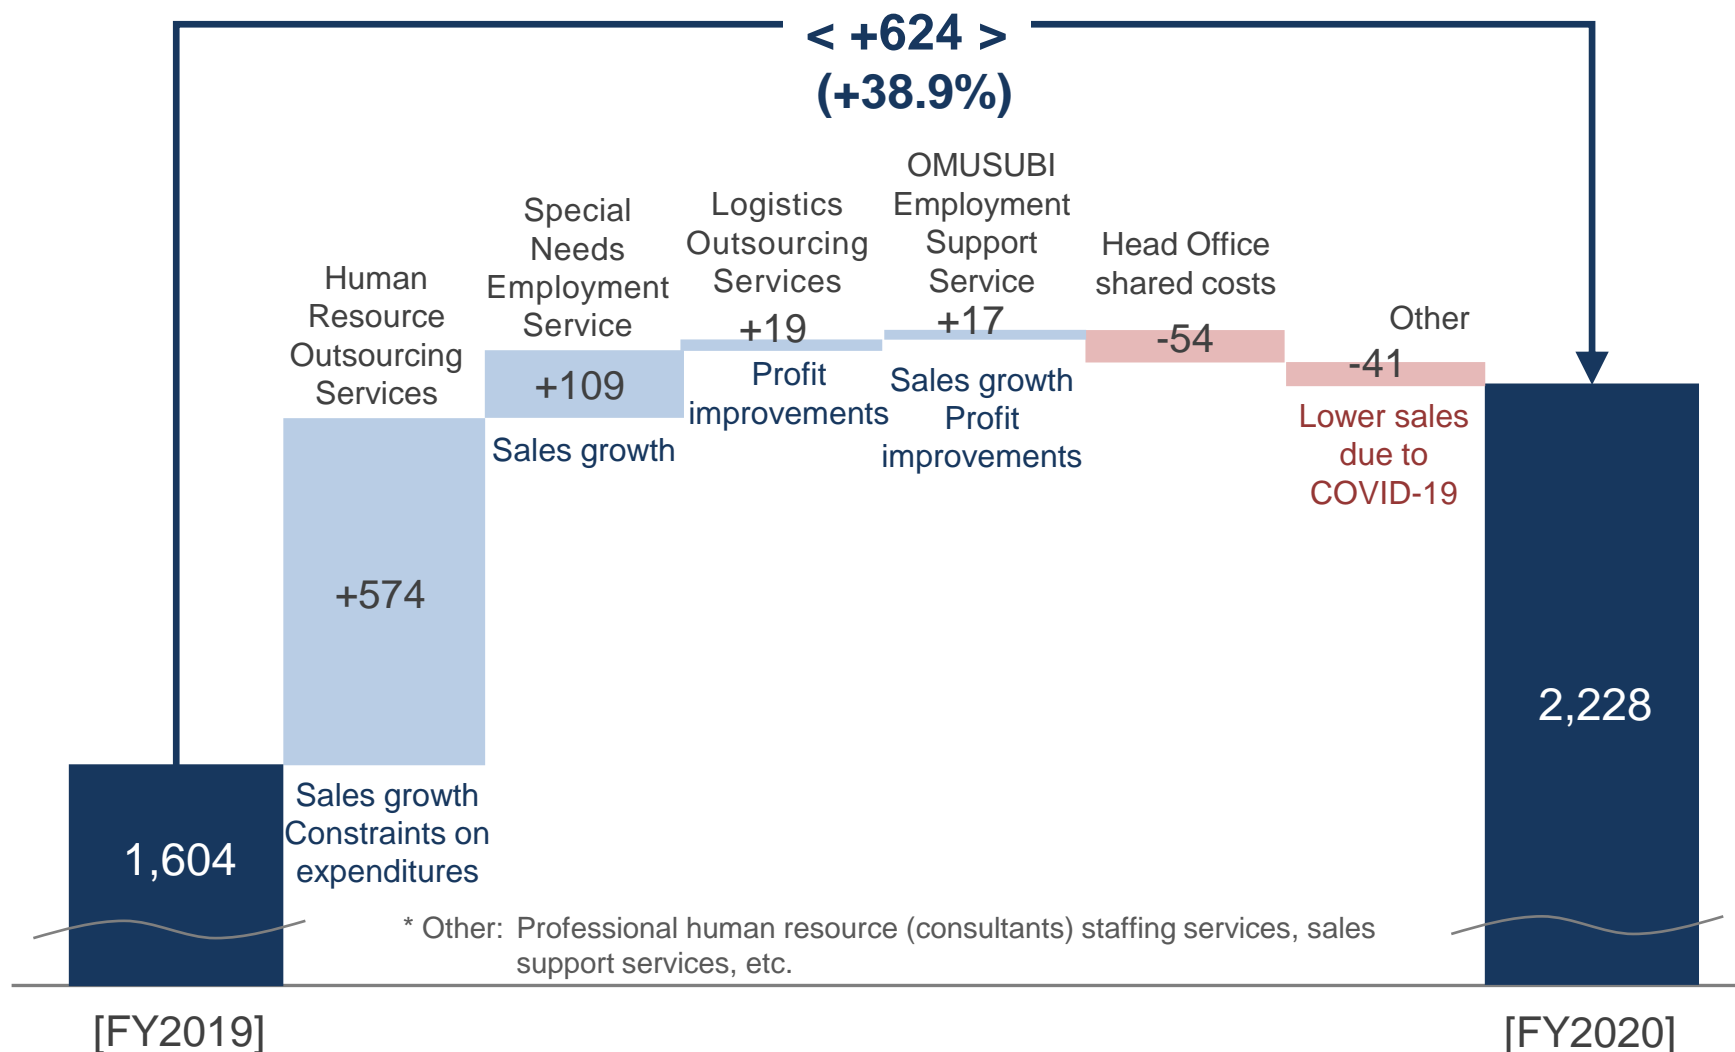 < +624 >
(+38.9%)
Human
Resource
Outsourcing
Services
+574
Sales growth
Constraints on
expenditures
Special
Needs
Employment
Service
+109
Sales growth
Logistics
Outsourcing
Services
+19
Profit
improvements
OMUSUBI
Employment
Support
Service
+17
Sales growth
Profit
improvements
Head Office
shared costs
-54
Other
-41
Lower sales
due to
COVID-19
1,604
2,228
* Other: Professional human resource (consultants) staffing services, sales
support services, etc.
[FY2019]
[FY2020]